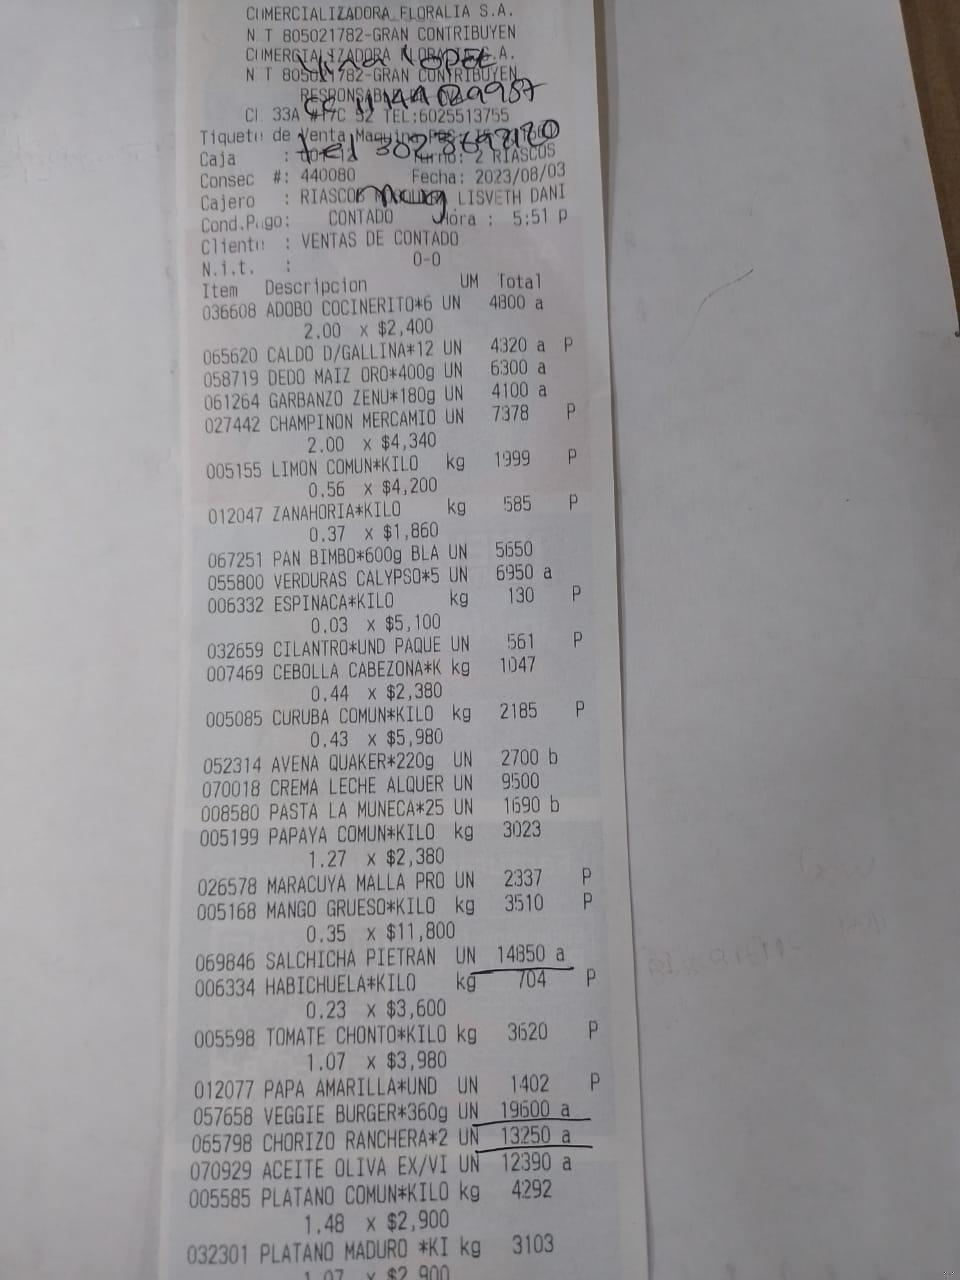 COMERCIALIZADORA FLORALIA S.A.
N T 805021782-GRAN CONTRIBUYEN
COMERCIALIZADORA FLORALIA S.A.
N T 805021782-GRAN CONTRIBUYEN
Lopez
RESPONSAB
CC 1144029987
CL 33A #17C 52 TEL:6025513755
Tiquete de Venta Maquina POS
tel 3023698170
Caja : Turno: 2 RIASCOS
Consec #: 440080 Fecha: 2023/08/03
Cajero : RIASCOS LISVETH DANI
Cond.Pago: CONTADO Hora : 5:51 p
Cliente : VENTAS DE CONTADO
N.i.t. : 0-0
Item Descripcion UM Total
036608 ADOBO COCINERITO*6 UN 4800 a
2.00 x $2,400
065620 CALDO D/GALLINA*12 UN 4320 a P
058719 DEDO MAIZ ORO*400g UN 6300 a
061264 GARBANZO ZENU*180g UN 4100 a
027442 CHAMPINON MERCAMIO UN 7378 P
2.00 x $4,340
005155 LIMON COMUN*KILO kg 1999 P
0.56 x $4,200
012047 ZANAHORIA*KILO kg 585 P
0.37 x $1,860
067251 PAN BIMBO*600g BLA UN 5650
055800 VERDURAS CALYPSO*5 UN 6950 a
006332 ESPINACA*KILO kg 130 P
0.03 x $5,100
032659 CILANTRO*UND PAQUE UN 561 P
007469 CEBOLLA CABEZONA*K kg 1047
0.44 x $2,380
005085 CURUBA COMUN*KILO kg 2185 P
0.43 x $5,980
052314 AVENA QUAKER*220g UN 2700 b
070018 CREMA LECHE ALQUER UN 9500
008580 PASTA LA MUNECA*25 UN 1690 b
005199 PAPAYA COMUN*KILO kg 3023
1.27 x $2,380
026578 MARACUYA MALLA PRO UN 2337 P
005168 MANGO GRUESO*KILO kg 3510 P
0.35 x $11,800
069846 SALCHICHA PIETRAN UN 14850 a
006334 HABICHUELA*KILO kg 704 P
0.23 x $3,600
005598 TOMATE CHONTO*KILO kg 3620 P
1.07 x $3,980
012077 PAPA AMARILLA*UND UN 1402 P
057658 VEGGIE BURGER*360g UN 19600 a
065798 CHORIZO RANCHERA*2 UN 13250 a
070929 ACEITE OLIVA EX/VI UN 12390 a
005585 PLATANO COMUN*KILO kg 4292
1.48 x $2,900
032301 PLATANO MADURO *KI kg 3103
1.07 x $2,900